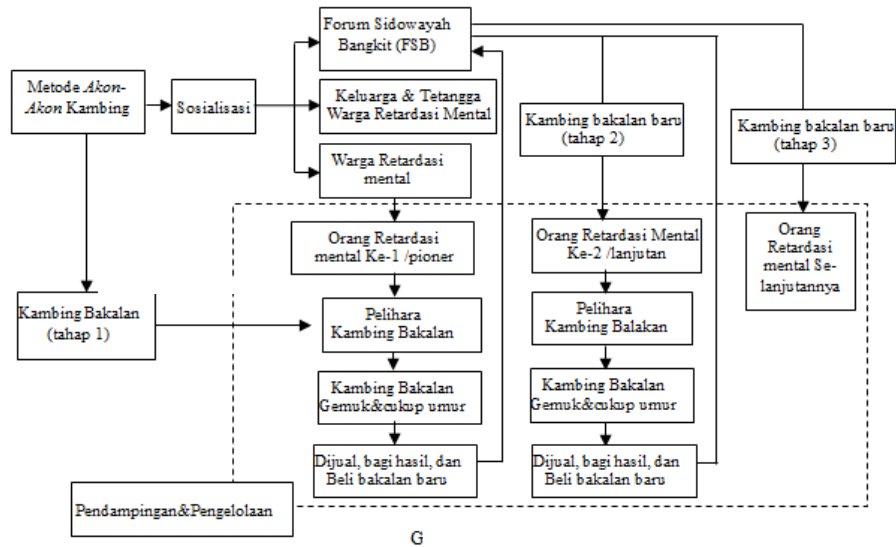 Forum Sidowayah
Bangkit (FSB)
Metode Akon-
Akon Kambing
Sosialisasi
Keluarga & Tetangga
Warga Retardasi Mental
Kambing bakalan baru
(tahap 2)
Kambing bakalan baru
(tahap 3)
Warga Retardasi
mental
Orang Retardasi
mental Ke-1 /pioner
Orang Retardasi Mental
Ke-2 /lanjutan
Orang
Retardasi
mental Se-
lanjutannya
Kambing Bakalan
(tahap 1)
Pelihara
Kambing Bakalan
Pelihara
Kambing Balakan
Kambing Bakalan
Gemuk&cukup umur
Kambing Bakalan
Gemuk&cukup umur
Dijual, bagi hasil, dan
Beli bakalan baru
Dijual, bagi hasil, dan
Beli bakalan baru
Pendampingan&Pengelolaan
G